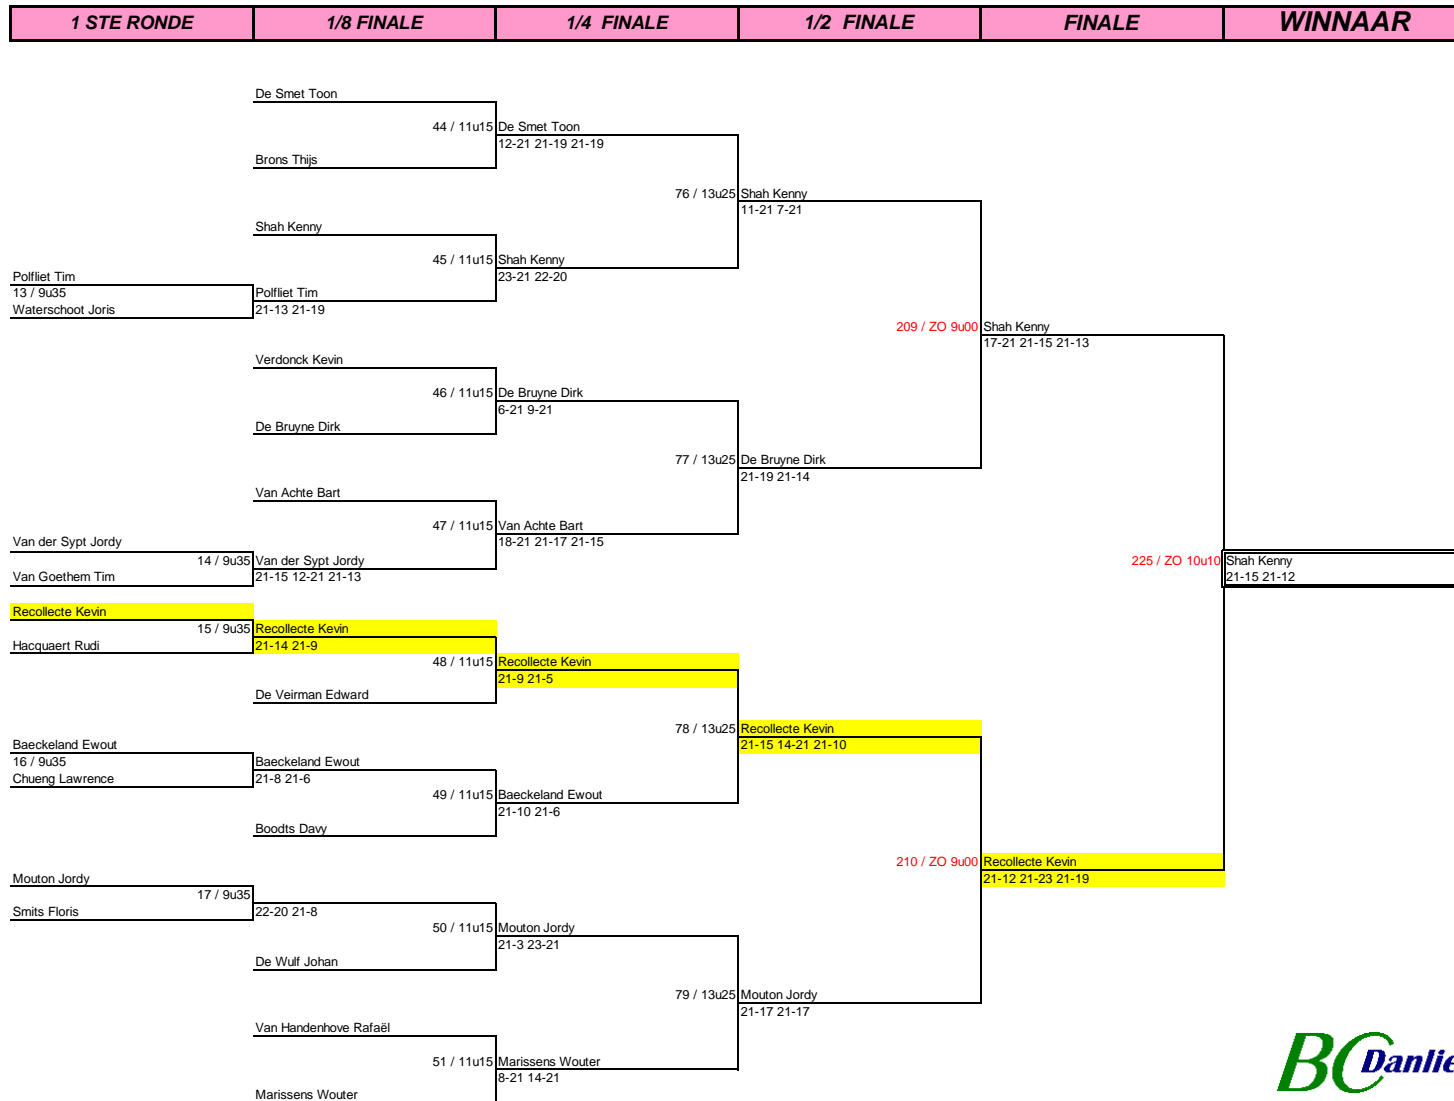 1 STE RONDE 1/8 FINALE 1/4 FINALE 1/2 FINALE FINALE WINNAAR
De Smet Toon
44 / 11u15 De Smet Toon
12-21 21-19 21-19
Brons Thijs
76 / 13u25 Shah Kenny
11-21 7-21
Shah Kenny
45 / 11u15 Shah Kenny
23-21 22-20
Polfliet Tim
13 / 9u35 Polfliet Tim
Waterschoot Joris 21-13 21-19
209 / ZO 9u00 Shah Kenny
17-21 21-15 21-13
Verdonck Kevin
46 / 11u15 De Bruyne Dirk
6-21 9-21
De Bruyne Dirk
77 / 13u25 De Bruyne Dirk
21-19 21-14
Van Achte Bart
47 / 11u15 Van Achte Bart
18-21 21-17 21-15
Van der Sypt Jordy
14 / 9u35 Van der Sypt Jordy 225 / ZO 10u10 Shah Kenny
Van Goethem Tim 21-15 12-21 21-13 21-15 21-12
Recollecte Kevin
15 / 9u35 Recollecte Kevin
Hacquaert Rudi 21-14 21-9
48 / 11u15 Recollecte Kevin
21-9 21-5
De Veirman Edward
78 / 13u25 Recollecte Kevin
Baeckeland Ewout 21-15 14-21 21-10
16 / 9u35 Baeckeland Ewout
Chueng Lawrence 21-8 21-6
49 / 11u15 Baeckeland Ewout
21-10 21-6
Boodts Davy
210 / ZO 9u00 Recollecte Kevin
Mouton Jordy 21-12 21-23 21-19
17 / 9u35
Smits Floris 22-20 21-8
50 / 11u15 Mouton Jordy
21-3 23-21
De Wulf Johan
79 / 13u25 Mouton Jordy
21-17 21-17
Van Handenhove Rafaël
51 / 11u15 Marissens Wouter
8-21 14-21
Marissens Wouter
BC Danlie